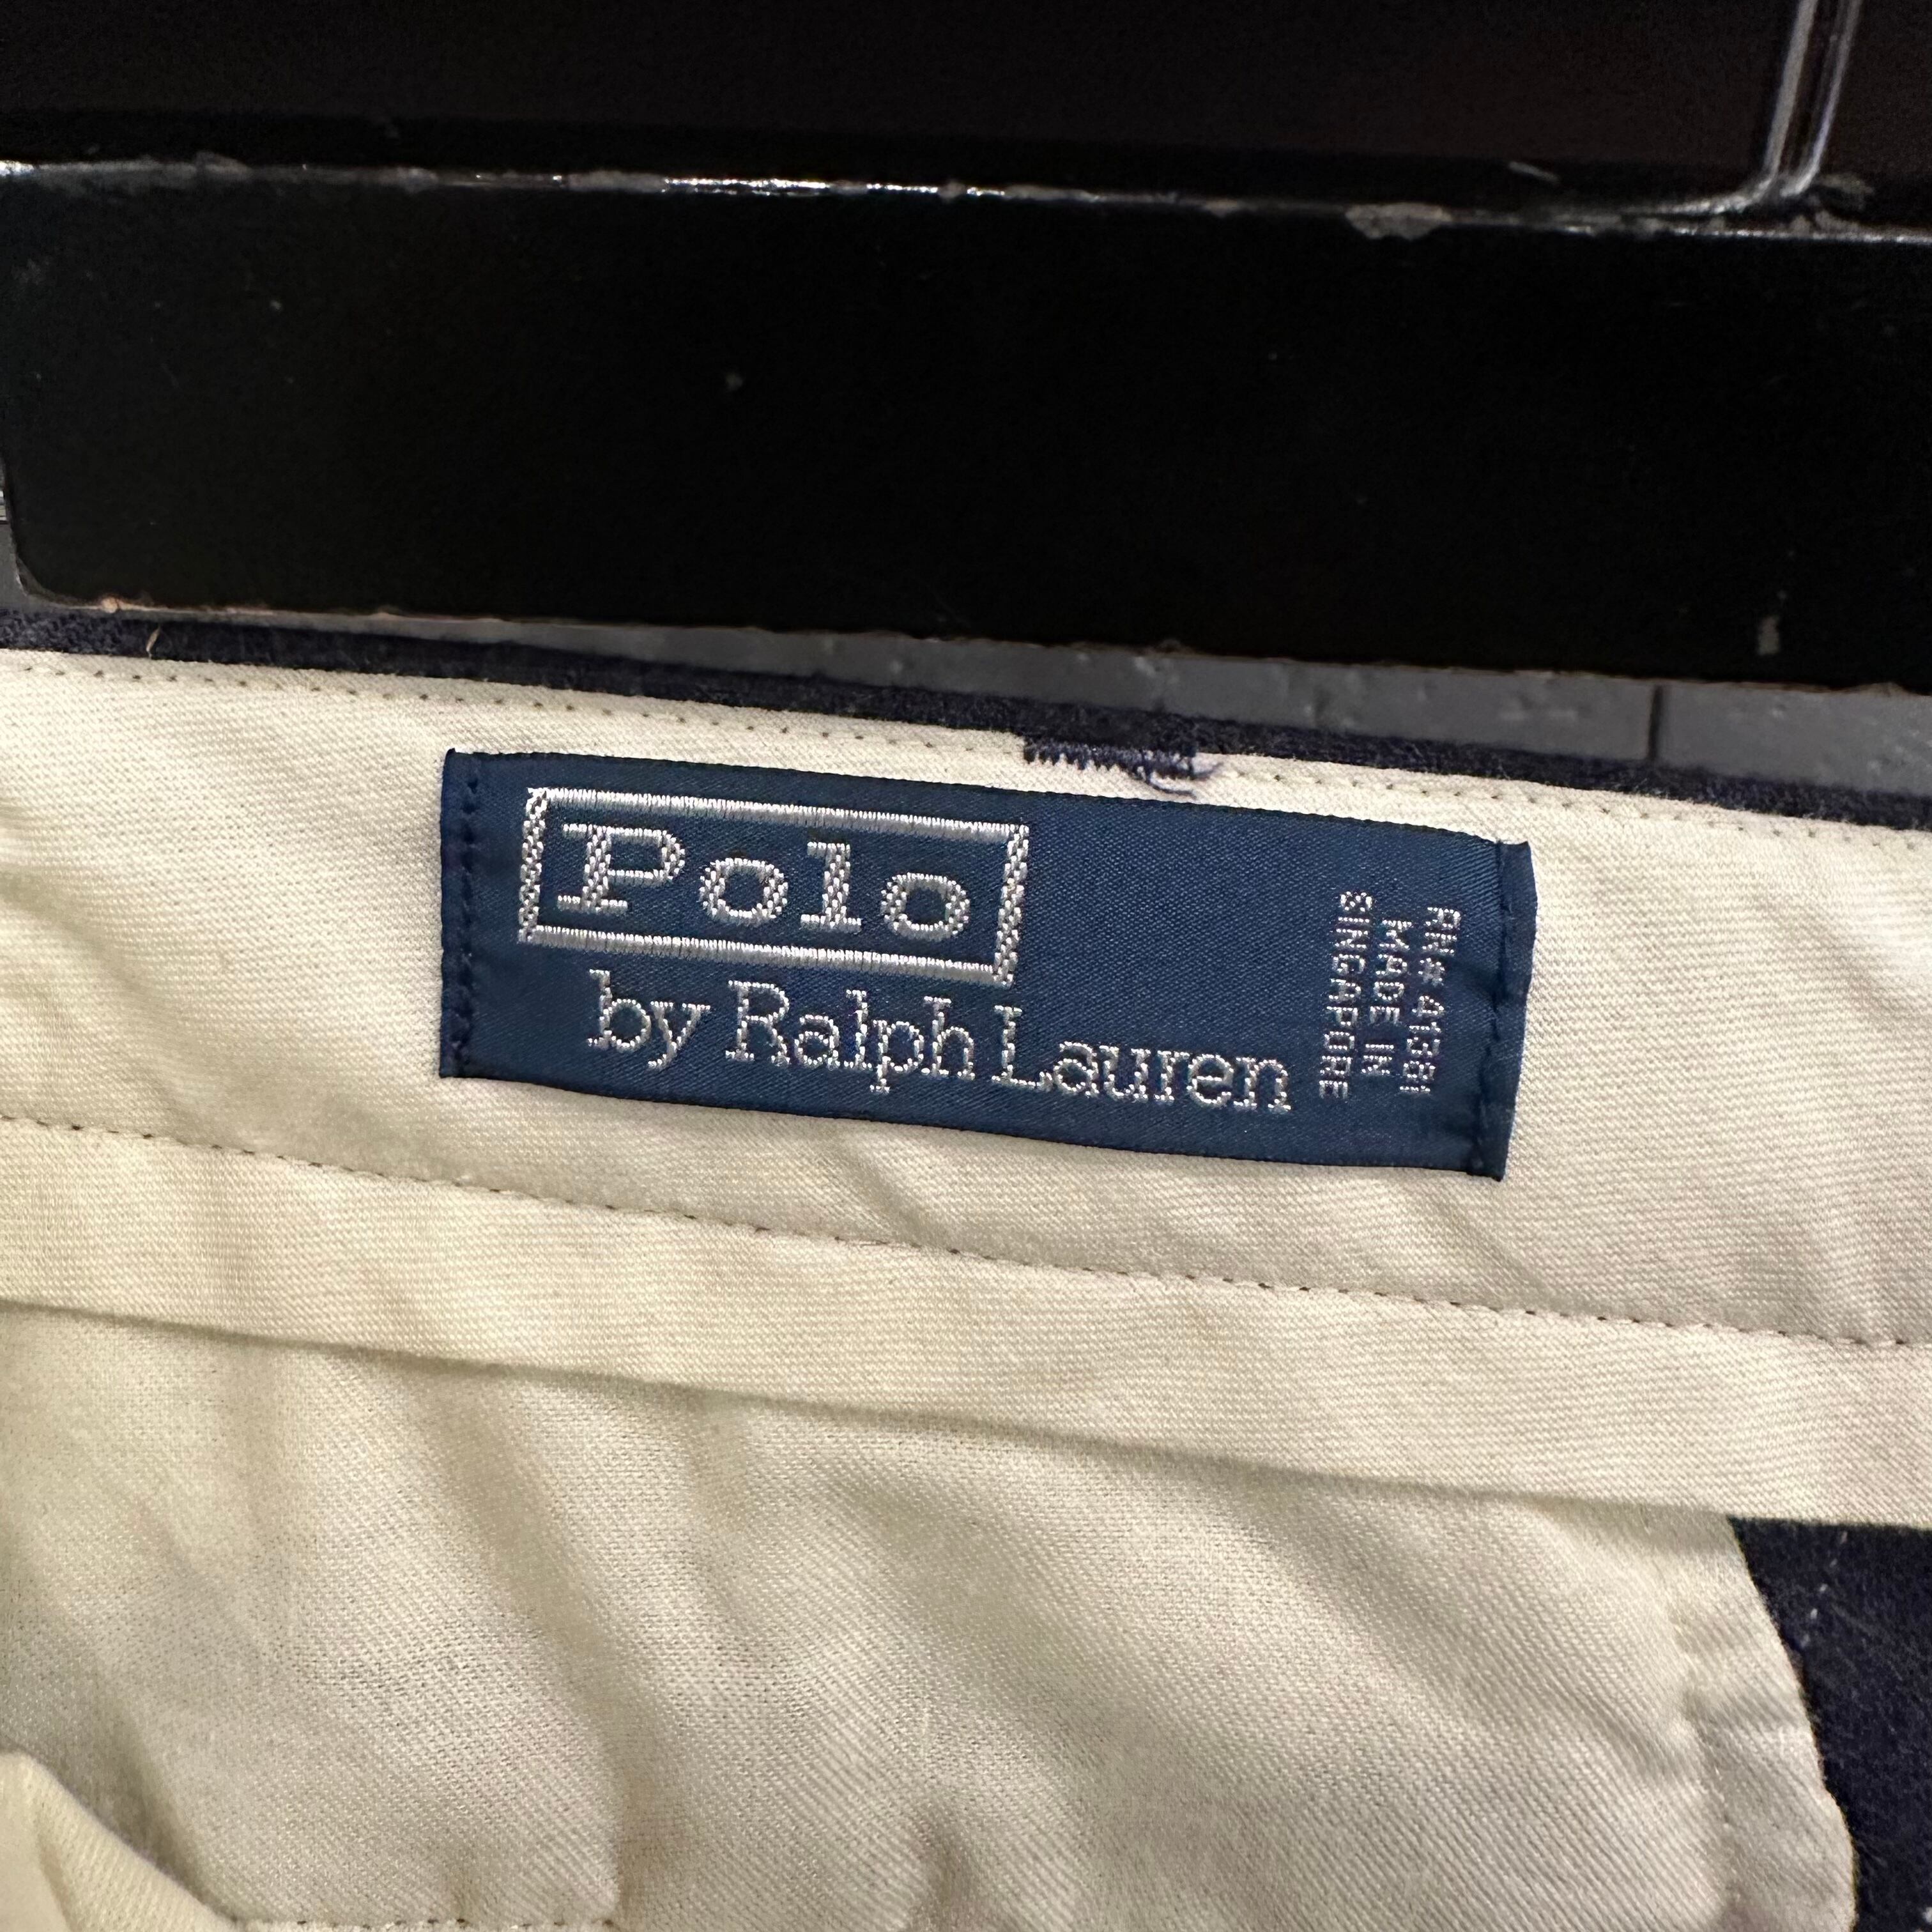 Polo
by Ralph Lauren
RN# 41381
MADE IN
SINGAPORE